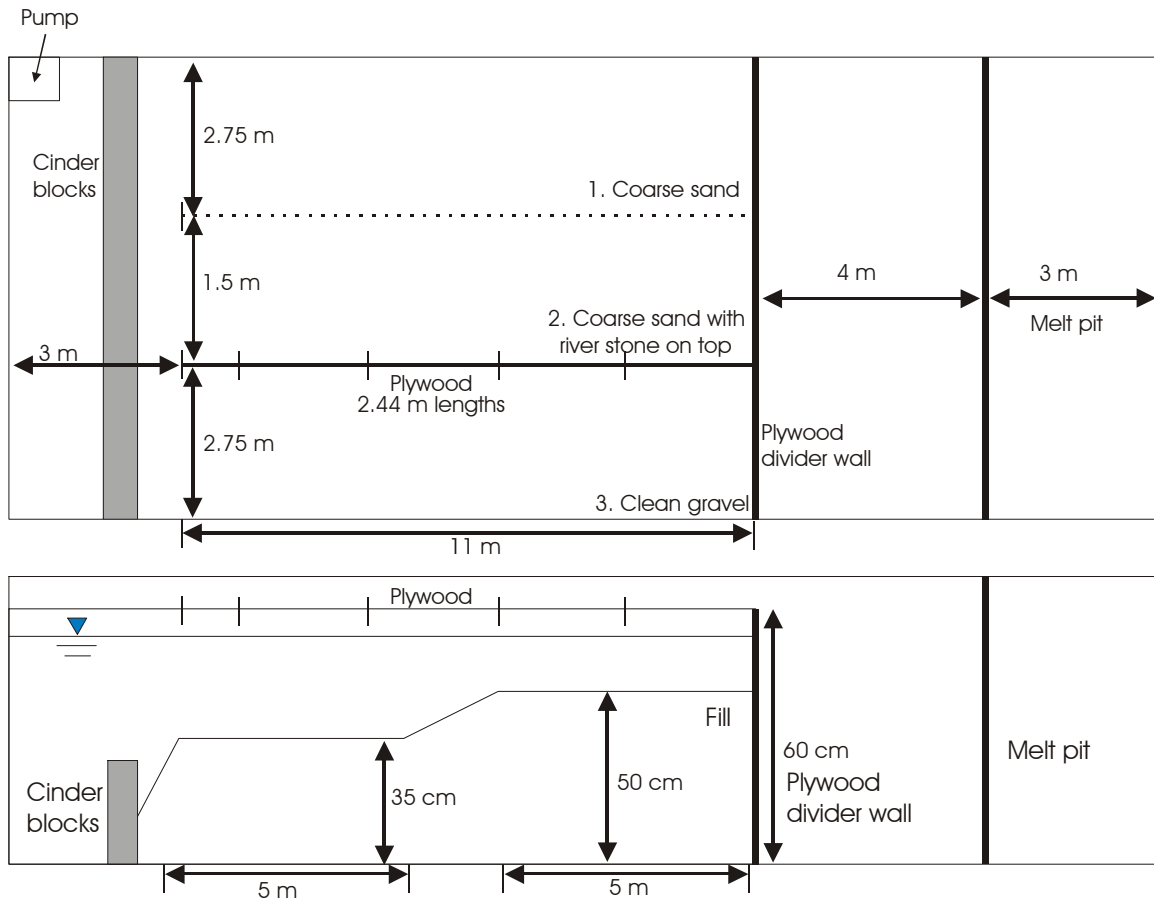 Pump
2.75 m
Cinder
blocks
1. Coarse sand
1.5 m
4 m
3 m
Melt pit
2. Coarse sand with
river stone on top
3 m
Plywood
2.44 m lengths
2.75 m
Plywood
divider wall
3. Clean gravel
11 m
Plywood
Fill
60 cm
Plywood
divider wall
Melt pit
50 cm
35 cm
Cinder
blocks
5 m
5 m